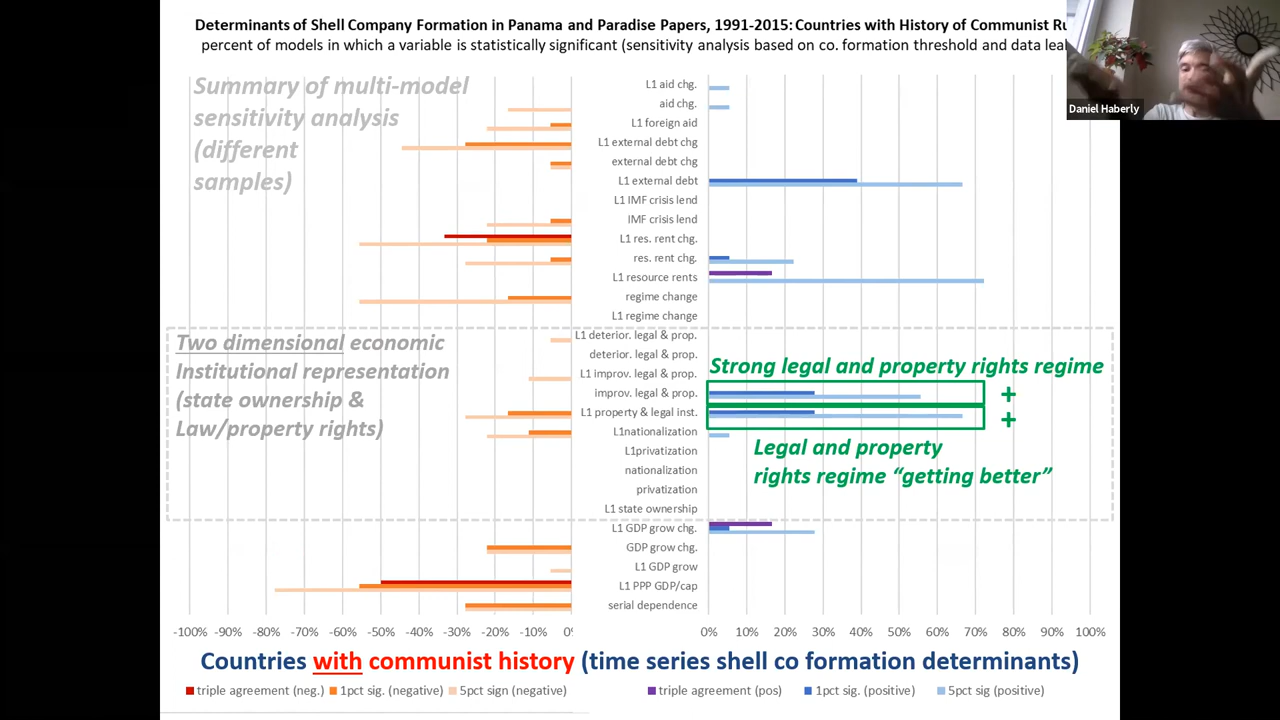 Determinants of Shell Company Formation in Panama and Paradise Papers, 1991-2015: Countries with History of Communist Ru
percent of models in which a variable is statistically significant (sensitivity analysis based on co. formation threshold and data lea
Daniel Haberly
Summary of multi-model
sensitivity analysis
(different
samples)
L1 aid chg.
aid chg.
L1 foreign aid
L1 external debt chg
external debt chg
L1 external debt
L1 IMF crisis lend
IMF crisis lend
L1 res. rent chg.
res. rent chg.
L1 resource rents
regime change
L1 regime change
L1 deterior. legal & prop.
deterior. legal & prop.
L1 improv. legal & prop.
improv. legal & prop.
L1 property & legal inst.
L1nationalization
L1privatization
nationalization
privatization
L1 state ownership
L1 GDP grow chg.
GDP grow chg.
L1 GDP grow
L1 PPP GDP/cap
serial dependence
Two dimensional economic
Institutional representation
(state ownership &
Law/property rights)
Strong legal and property rights regime
+
+
Legal and property
rights regime “getting better”
-100% -90% -80% -70% -60% -50% -40% -30% -20% -10% 0%
0% 10% 20% 30% 40% 50% 60% 70% 80% 90% 100%
Countries with communist history (time series shell co formation determinants)
triple agreement (neg.) 1pct sig. (negative) 5pct sign (negative) triple agreement (pos) 1pct sig. (positive) 5pct sig (positive)